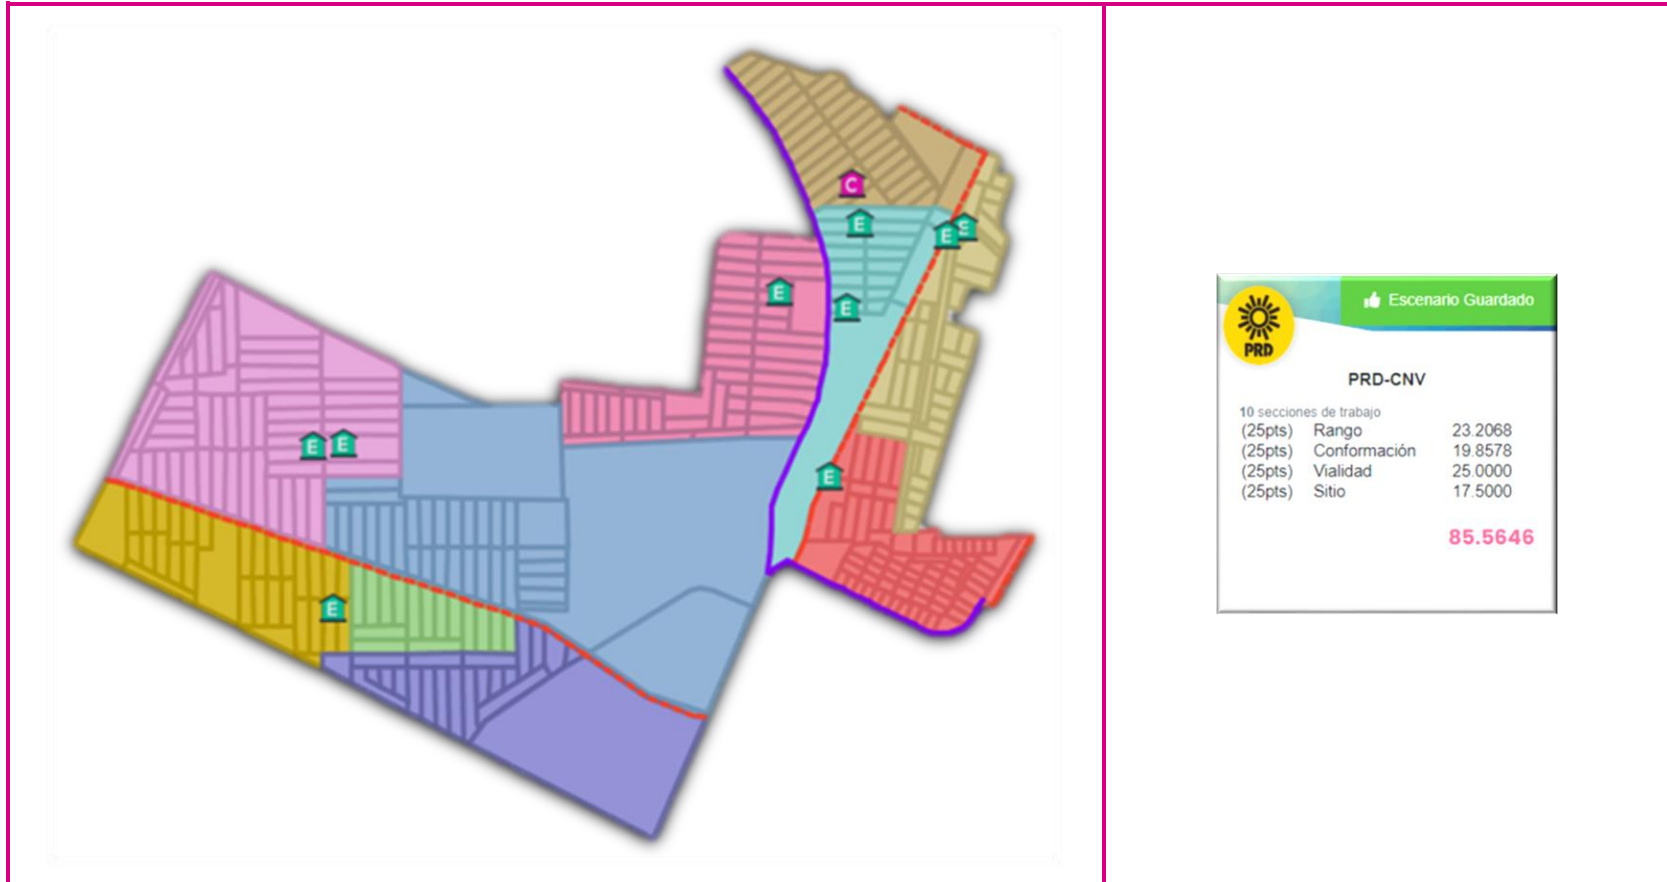 C
E
E
E
E
E
E
E
E
E
E
Escenario Guardado
PRD
PRD-CNV
10 secciones de trabajo
(25pts) Rango 23.2068
(25pts) Conformación 19.8578
(25pts) Vialidad 25.0000
(25pts) Sitio 17.5000
85.5646